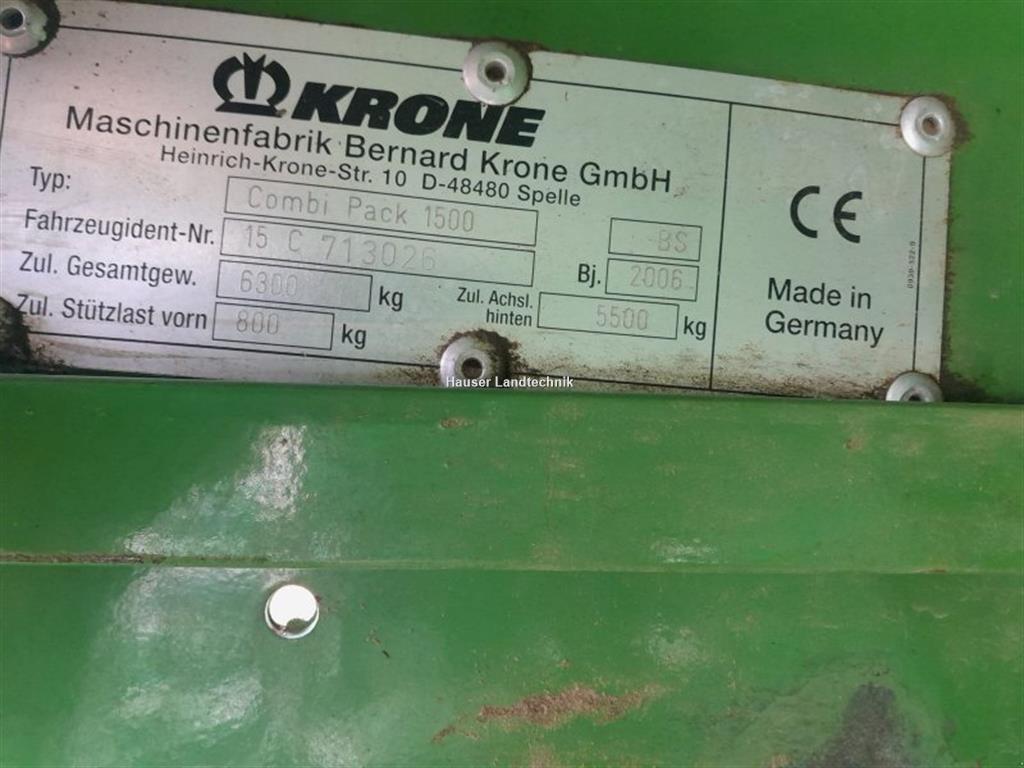 KRONE
Maschinenfabrik Bernard Krone GmbH
Heinrich-Krone-Str. 10 D-48480 Spelle
Typ: Combi Pack 1500 BS
Fahrzeugident-Nr. 15 C 713026 Bj. 2006
Zul. Gesamtgew. 6300 kg Zul. Achsl. hinten 5500 kg
Zul. Stützlast vorn 800 kg
CE
Made in
Germany
Hauser Landtechnik